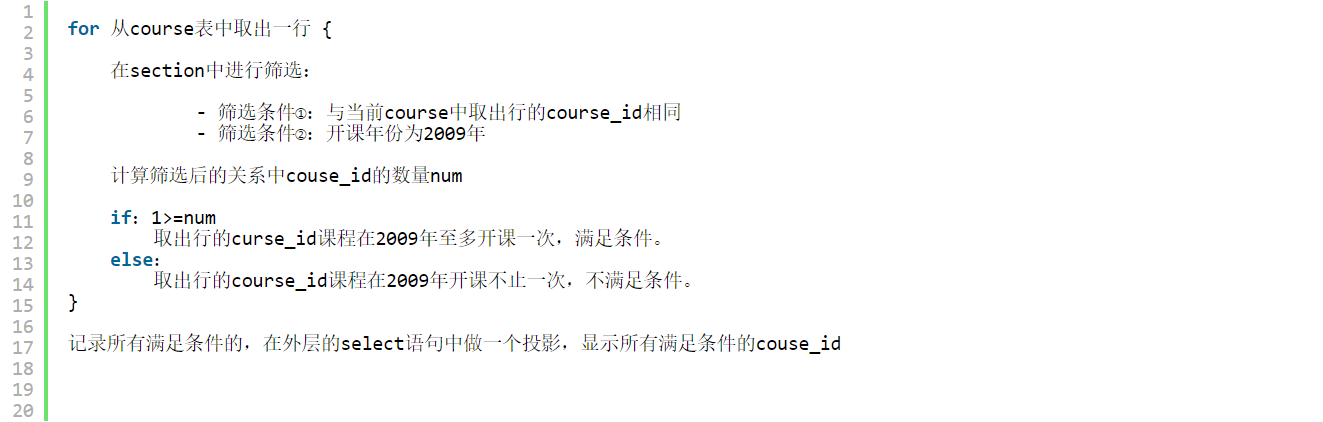 1
2 for 从course表中取出一行 {
3
4 在section中进行筛选：
5
6 - 筛选条件①：与当前course中取出行的course_id相同
7 - 筛选条件②：开课年份为2009年
8
9 计算筛选后的关系中couse_id的数量num
10
11 if：1>=num
12 取出行的curse_id课程在2009年至多开课一次，满足条件。
13 else：
14 取出行的course_id课程在2009年开课不止一次，不满足条件。
15 }
16
17 记录所有满足条件的，在外层的select语句中做一个投影，显示所有满足条件的couse_id
18
19
20